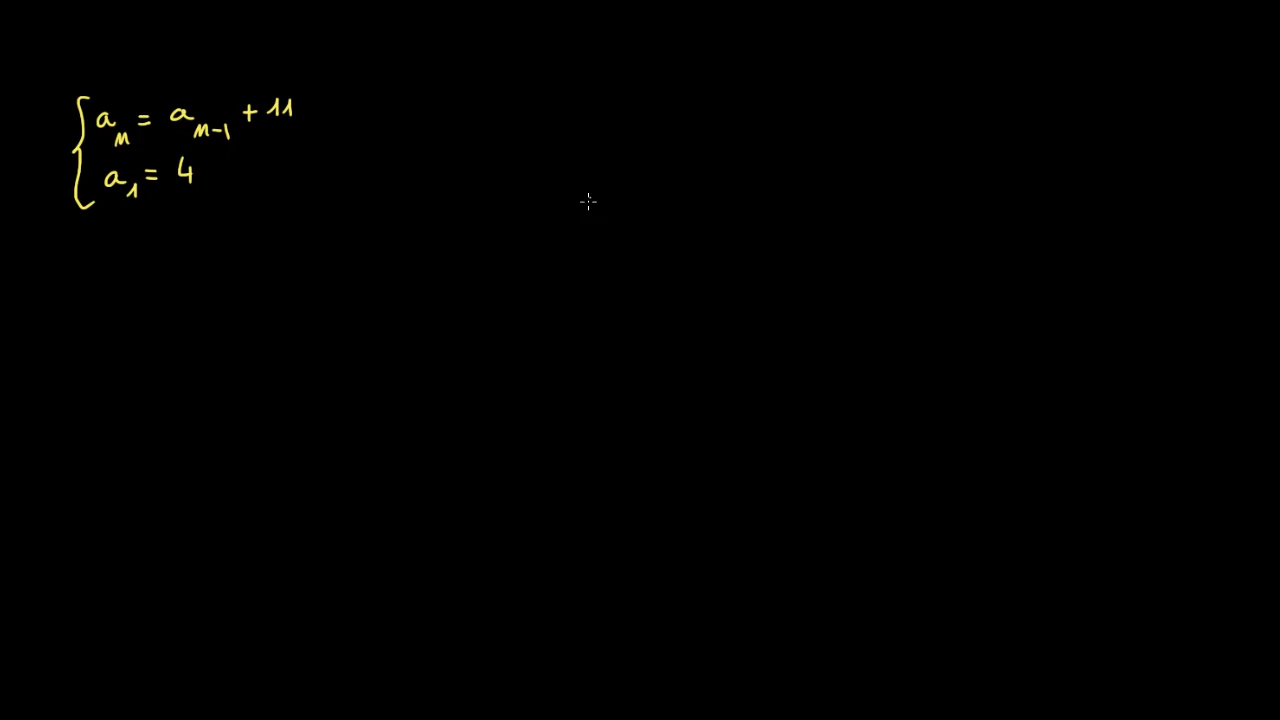 a_n = a_{n-1} + 11
a_1 = 4